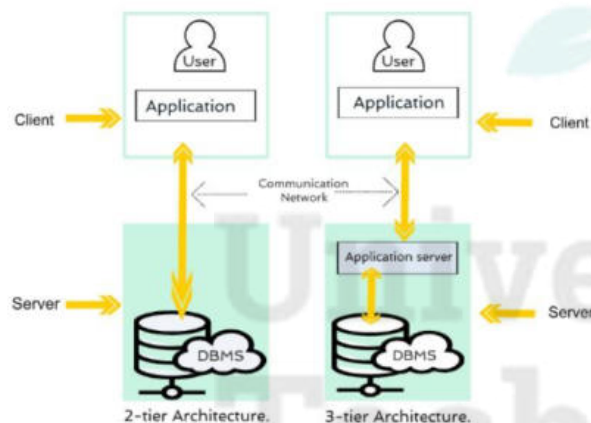 User
User
Application
Application
Client
Client
Communication
Network
Application server
Server
Server
DBMS
DBMS
2-tier Architecture.
3-tier Architecture.